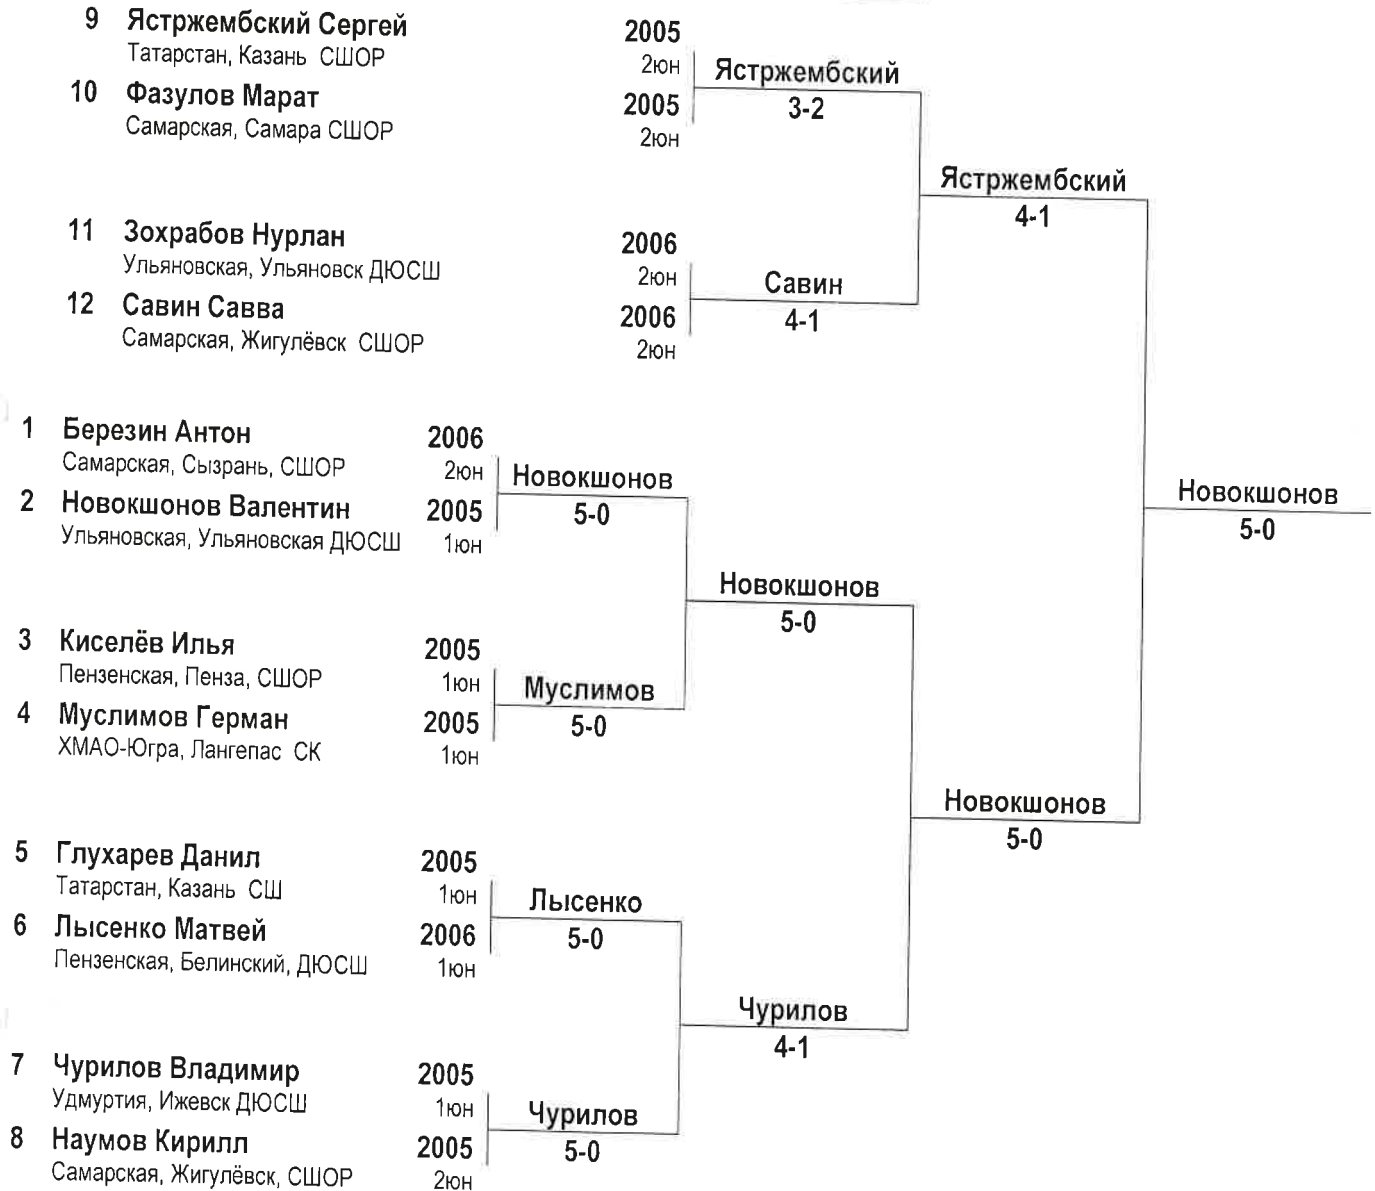 9 Ястржембский Сергей 2005
Татарстан, Казань СШОР 2юн
Ястржембский
3-2
10 Фазулов Марат 2005
Самарская, Самара СШОР 2юн
Ястржембский
4-1
11 Зохрабов Нурлан 2006
Ульяновская, Ульяновск ДЮСШ 2юн
Савин
4-1
12 Савин Савва 2006
Самарская, Жигулёвск СШОР 2юн
1 Березин Антон 2006
Самарская, Сызрань, СШОР 2юн
Новокшонов
5-0
2 Новокшонов Валентин 2005
Ульяновская, Ульяновская ДЮСШ 1юн
Новокшонов
5-0
Новокшонов
5-0
3 Киселёв Илья 2005
Пензенская, Пенза, СШОР 1юн
Муслимов
5-0
4 Муслимов Герман 2005
ХМАО-Югра, Лангепас СК 1юн
Новокшонов
5-0
5 Глухарев Данил 2005
Татарстан, Казань СШ 1юн
Лысенко
5-0
6 Лысенко Матвей 2006
Пензенская, Белинский, ДЮСШ 1юн
Чурилов
4-1
7 Чурилов Владимир 2005
Удмуртия, Ижевск ДЮСШ 1юн
Чурилов
5-0
8 Наумов Кирилл 2005
Самарская, Жигулёвск, СШОР 2юн